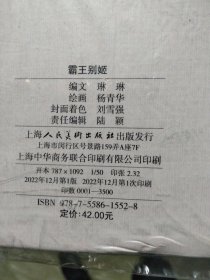 霸王别姬
编文 琳 琳
绘画 杨青华
封面着色 刘雪强
责任编辑 陆 颖
上海人民美術出版社出版发行
上海市闵行区号景路159弄A座7F
上海中华商务联合印刷有限公司印刷
开本 787×1092 1/50 印张 2.32
2022年12月第1版 2022年12月第1次印刷
印数 0001-3500
ISBN 978-7-5586-1552-8
定价:42.00元